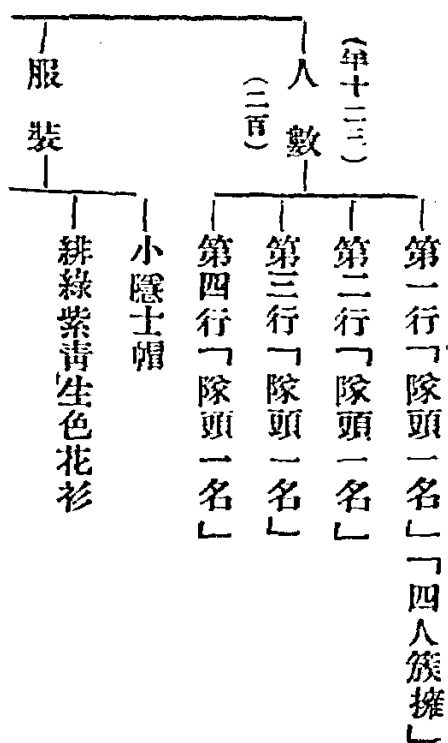 （年十二三）
人數
（二百）
第一行「隊頭一名」「四人簇擁」
第二行「隊頭一名」
第三行「隊頭一名」
第四行「隊頭一名」
服裝
小隱士帽
緋綠紫青生色花衫